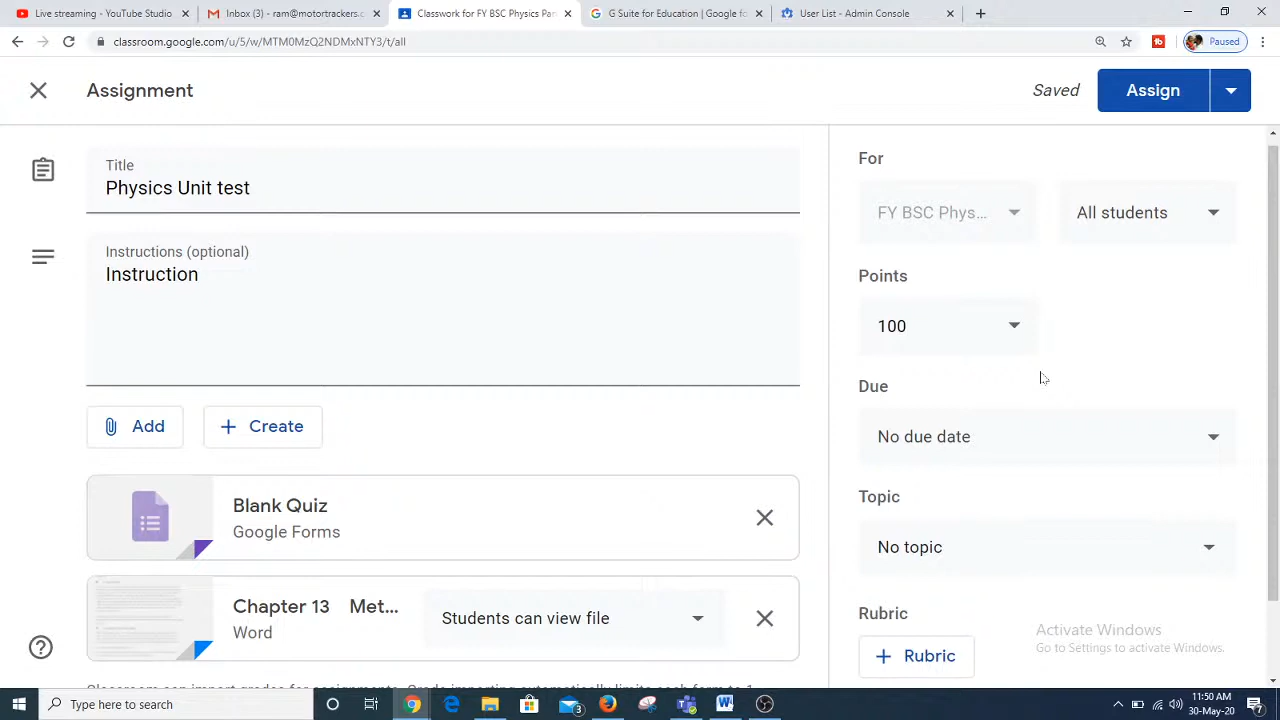 Live streaming - YouTube Studio
Inbox (3) - ram@motortrackers.c
Classwork for FY BSC Physics Par
G Suite for Education | Google fo
User List - Admin Console
classroom.google.com/u/5/w/MTM0MzQ2NDMxNTY3/t/all
Paused
Assignment
Saved
Assign
Title
Physics Unit test
Instructions (optional)
Instruction
Add
Create
Blank Quiz
Google Forms
Chapter 13 Met...
Word
Students can view file
For
FY BSC Phys...
All students
Points
100
Due
No due date
Topic
No topic
Rubric
Rubric
Activate Windows
Go to Settings to activate Windows.
Type here to search
11:50 AM
30-May-20